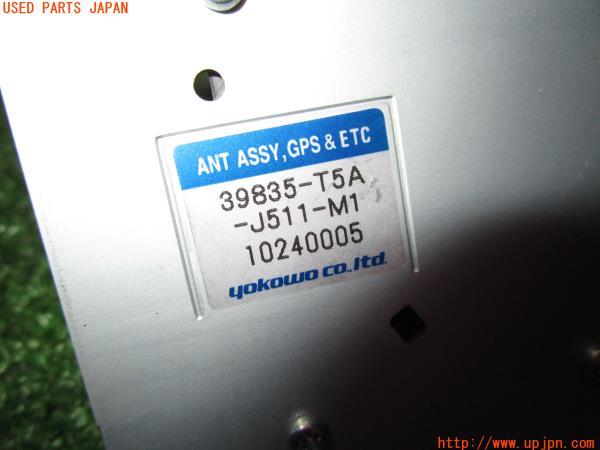 USED PARTS JAPAN
ANT ASSY,GPS & ETC
39835-T5A
-J511-M1
10240005
yokowo co.,ltd.
http://www.upjpn.com/